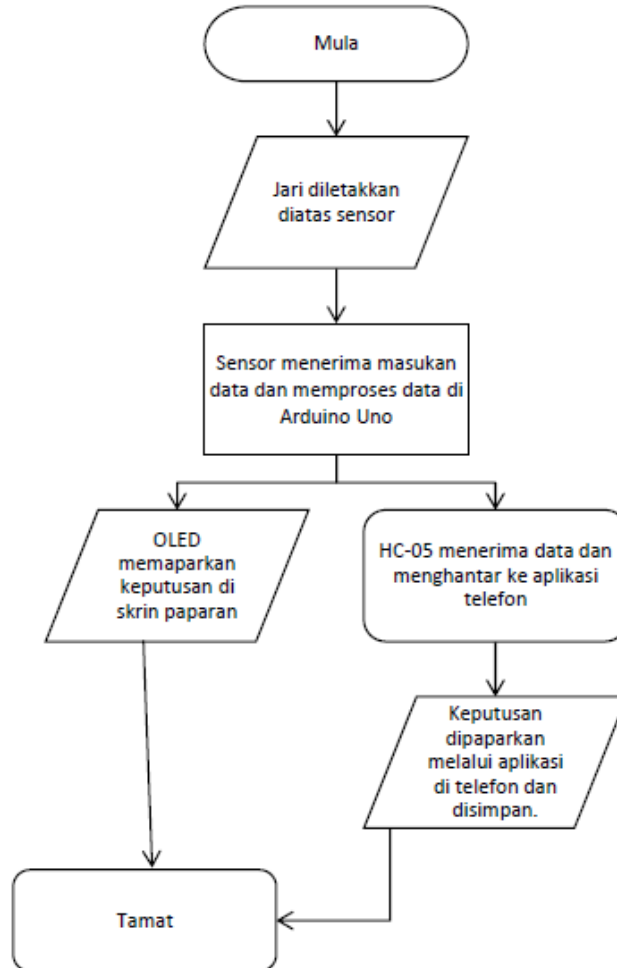 Mula
Jari diletakkan
diatas sensor
Sensor menerima masukan
data dan memproses data di
Arduino Uno
OLED
memaparkan
keputusan di
skrin paparan
HC-05 menerima data dan
menghantar ke aplikasi
telefon
Keputusan
dipaparkan
melalui aplikasi
di telefon dan
disimpan.
Tamat